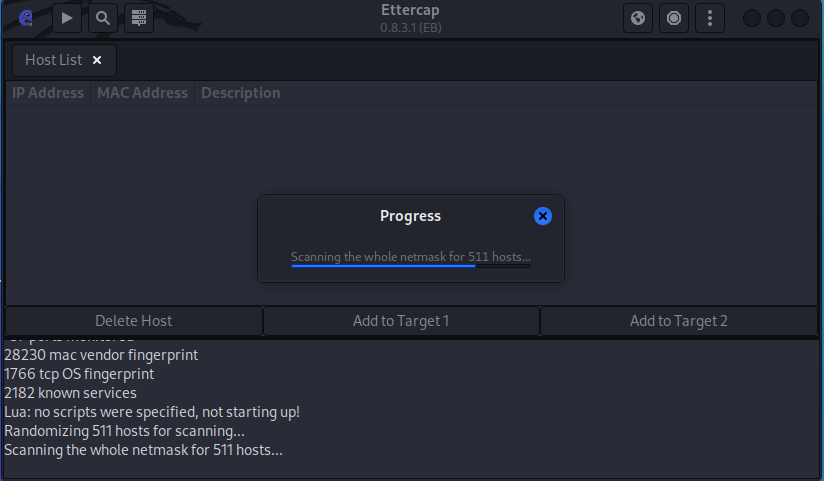 Ettercap
0.8.3.1 (EB)
Host List
IP Address MAC Address Description
Progress
Scanning the whole netmask for 511 hosts...
Delete Host Add to Target 1 Add to Target 2
ports monitored
28230 mac vendor fingerprint
1766 tcp OS fingerprint
2182 known services
Lua: no scripts were specified, not starting up!
Randomizing 511 hosts for scanning...
Scanning the whole netmask for 511 hosts...